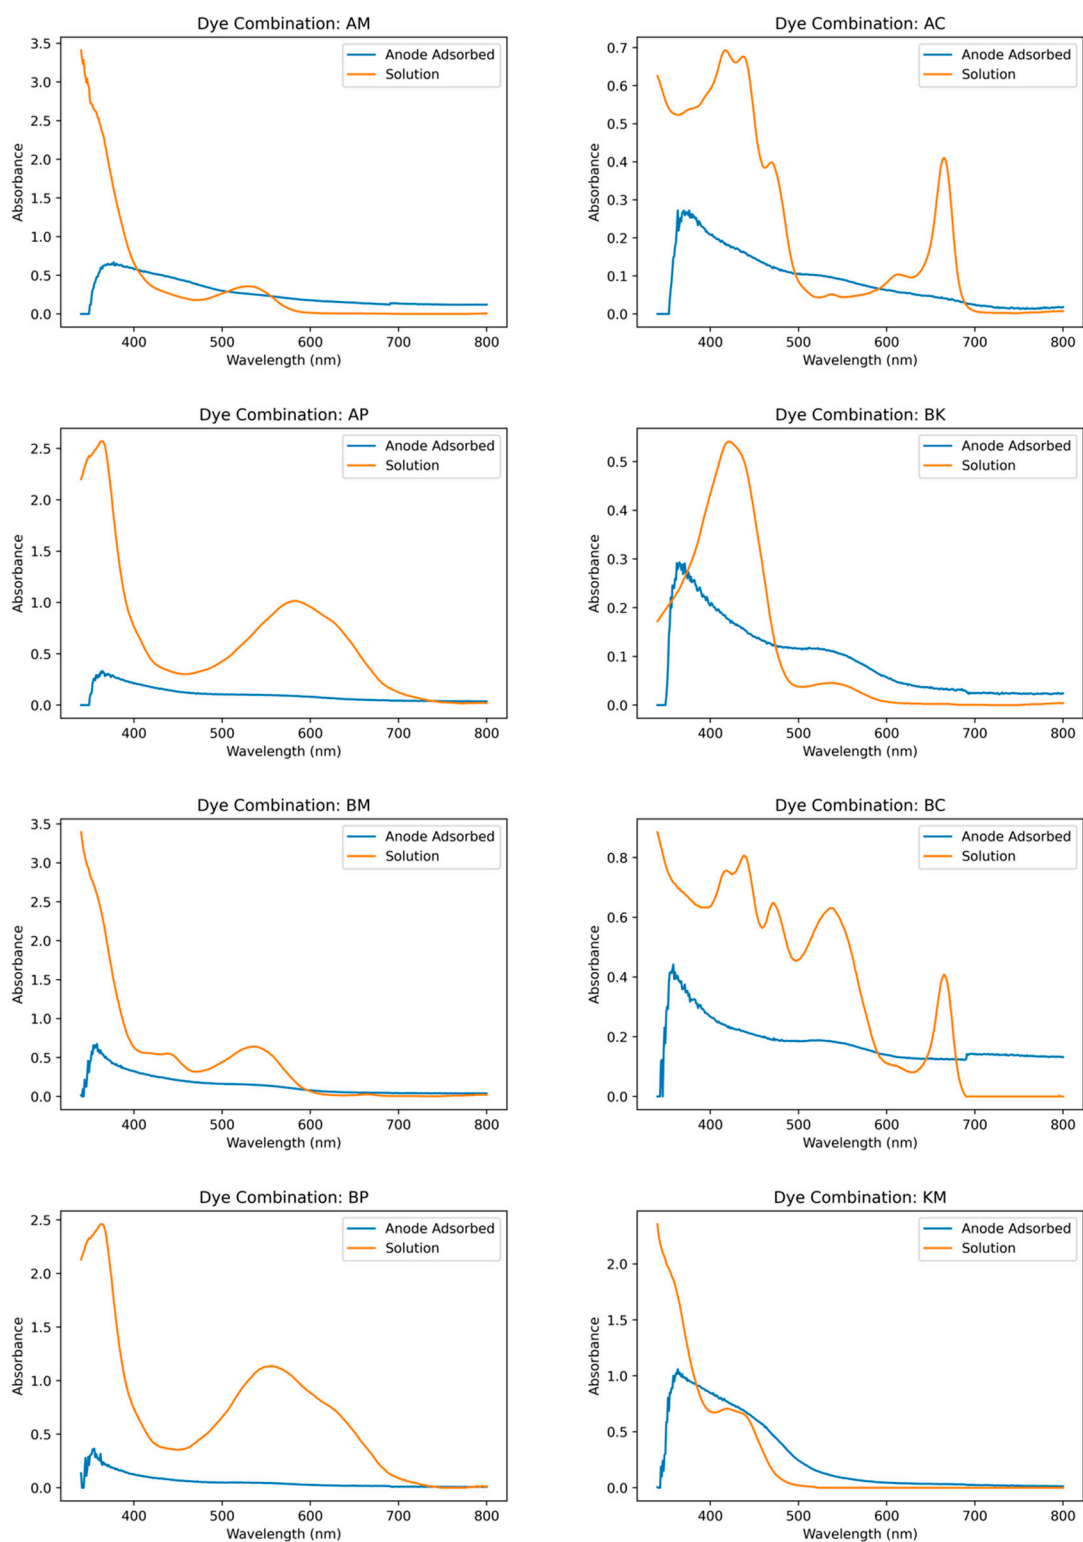 Dye Combination: AM
3.5
3.0
2.5
2.0
1.5
1.0
0.5
0.0
Absorbance
Anode Adsorbed
Solution
400 500 600 700 800
Wavelength (nm)
Dye Combination: AC
0.7
0.6
0.5
0.4
0.3
0.2
0.1
0.0
Absorbance
Anode Adsorbed
Solution
400 500 600 700 800
Wavelength (nm)
Dye Combination: AP
2.5
2.0
1.5
1.0
0.5
0.0
Absorbance
Anode Adsorbed
Solution
400 500 600 700 800
Wavelength (nm)
Dye Combination: BK
0.5
0.4
0.3
0.2
0.1
0.0
Absorbance
Anode Adsorbed
Solution
400 500 600 700 800
Wavelength (nm)
Dye Combination: BM
3.5
3.0
2.5
2.0
1.5
1.0
0.5
0.0
Absorbance
Anode Adsorbed
Solution
400 500 600 700 800
Wavelength (nm)
Dye Combination: BC
0.8
0.6
0.4
0.2
0.0
Absorbance
Anode Adsorbed
Solution
400 500 600 700 800
Wavelength (nm)
Dye Combination: BP
2.5
2.0
1.5
1.0
0.5
0.0
Absorbance
Anode Adsorbed
Solution
400 500 600 700 800
Wavelength (nm)
Dye Combination: KM
2.0
1.5
1.0
0.5
0.0
Absorbance
Anode Adsorbed
Solution
400 500 600 700 800
Wavelength (nm)